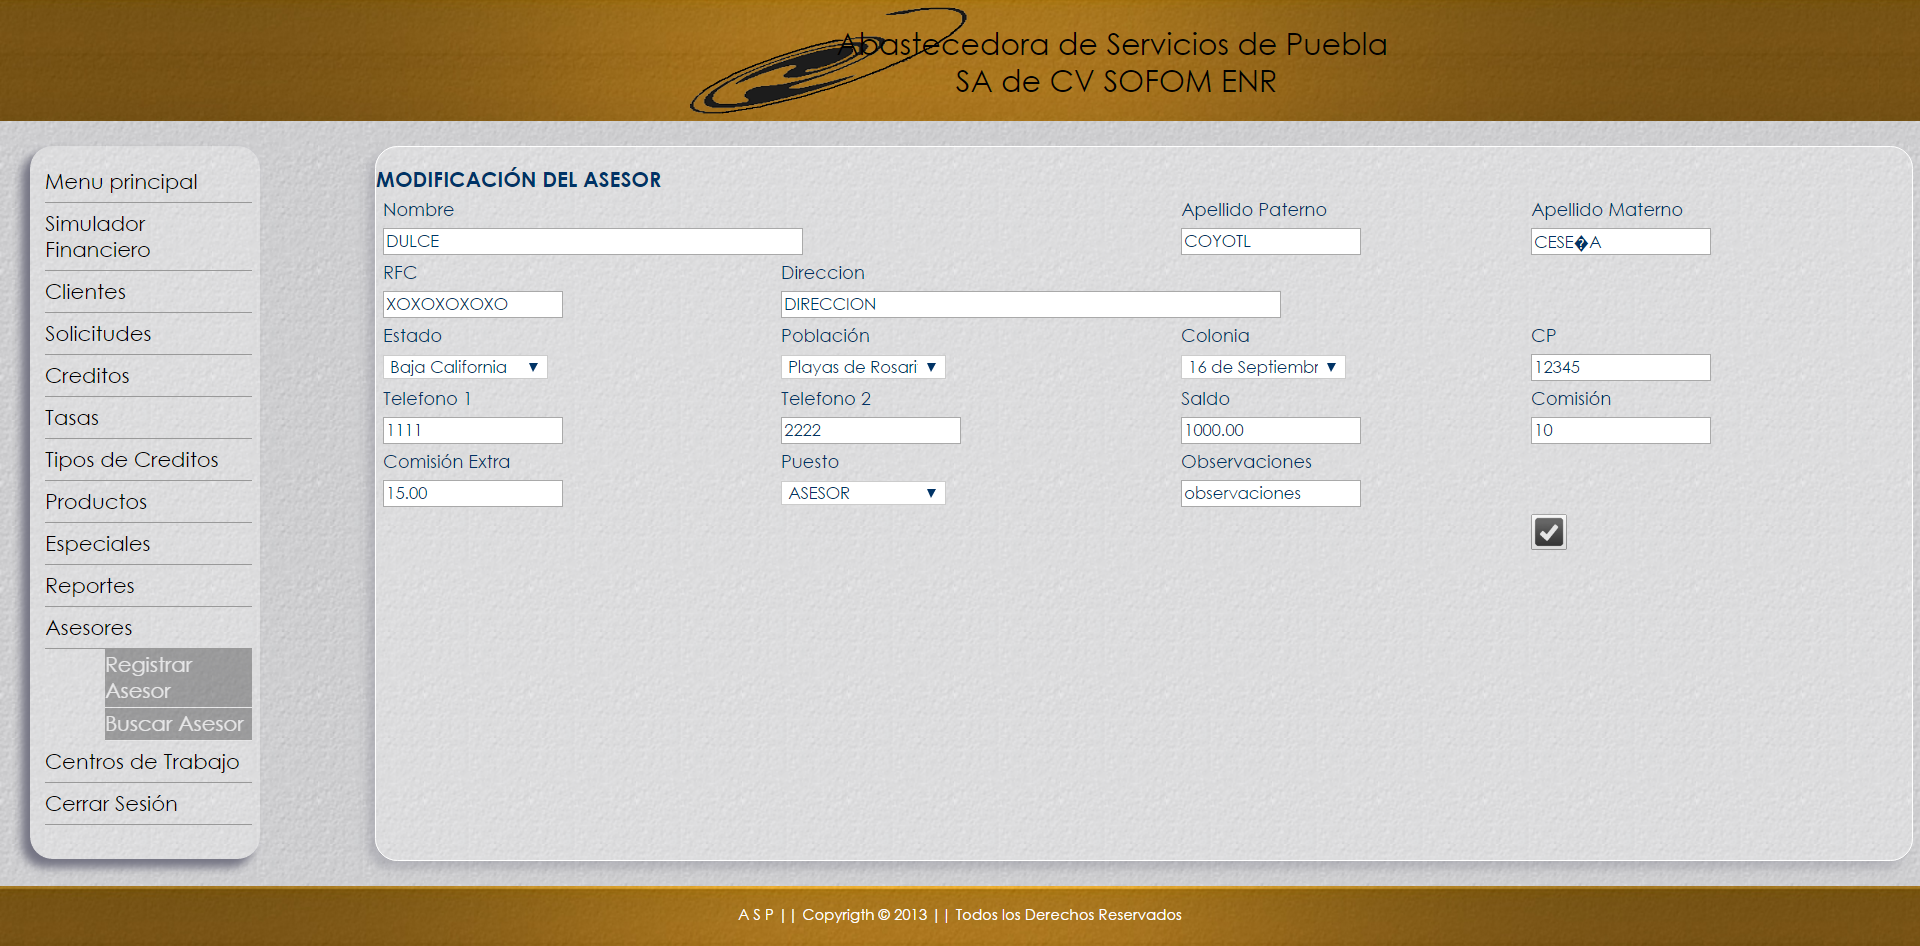 Abastecedora de Servicios de Puebla
SA de CV SOFOM ENR
Menu principal
Simulador
Financiero
Clientes
Solicitudes
Creditos
Tasas
Tipos de Creditos
Productos
Especiales
Reportes
Asesores
Registrar
Asesor
Buscar Asesor
Centros de Trabajo
Cerrar Sesión
MODIFICACIÓN DEL ASESOR
Nombre Apellido Paterno Apellido Materno
DULCE COYOTL CESE�A
RFC Direccion
XOXOXOXOXO DIRECCION
Estado Población Colonia CP
Baja California Playas de Rosari 16 de Septiembr 12345
Telefono 1 Telefono 2 Saldo Comisión
1111 2222 1000.00 10
Comisión Extra Puesto Observaciones
15.00 ASESOR observaciones
A S P || Copyrigth © 2013 || Todos los Derechos Reservados